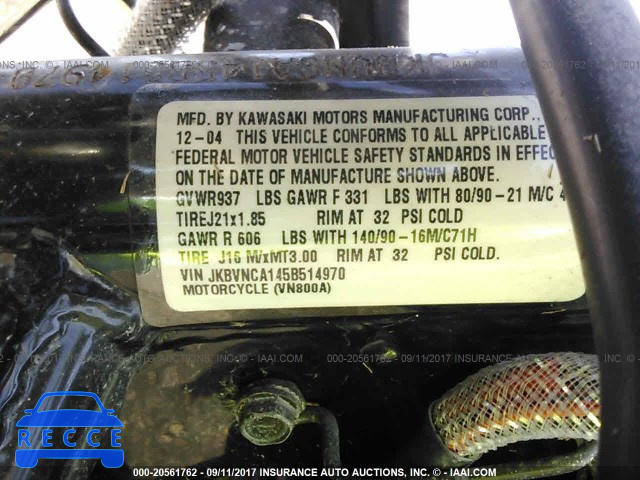 MFD. BY KAWASAKI MOTORS MANUFACTURING CORP.,
12-04 THIS VEHICLE CONFORMS TO ALL APPLICABLE
FEDERAL MOTOR VEHICLE SAFETY STANDARDS IN EFFEC
ON THE DATE OF MANUFACTURE SHOWN ABOVE.
GVWR937 LBS GAWR F 331 LBS WITH 80/90-21 M/C 4
TIREJ21x1.85 RIM AT 32 PSI COLD
GAWR R 606 LBS WITH 140/90-16M/C71H
TIRE J16 M/xMT3.00 RIM AT 32 PSI COLD.
VIN JKBVNCA145B514970
MOTORCYCLE (VN800A)
RECCE
000-20561762 - 09/11/2017 INSURANCE AUTO AUCTIONS, INC. - IAAI.COM